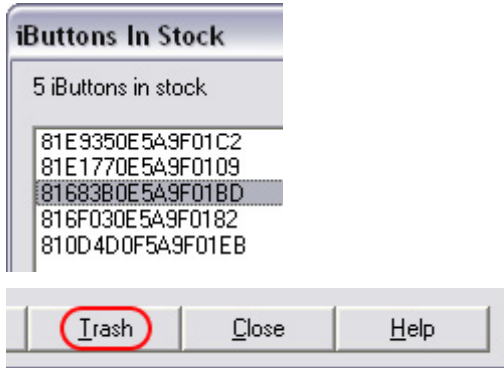 iButtons In Stock
5 iButtons in stock
81E9350E5A9F01C2
81E1770E5A9F0109
81683B0E5A9F01BD
816F030E5A9F0182
810D4D0F5A9F01EB
Trash Close Help